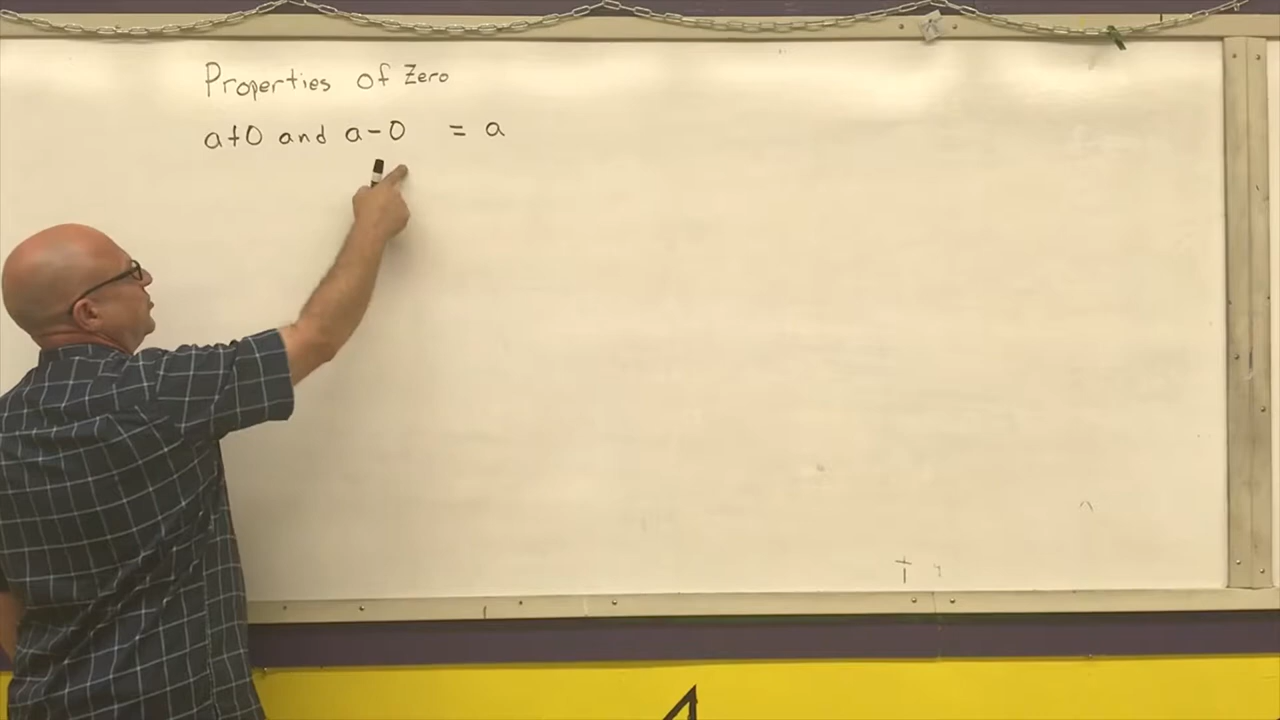 Properties of Zero
a+0 and a-0 = a